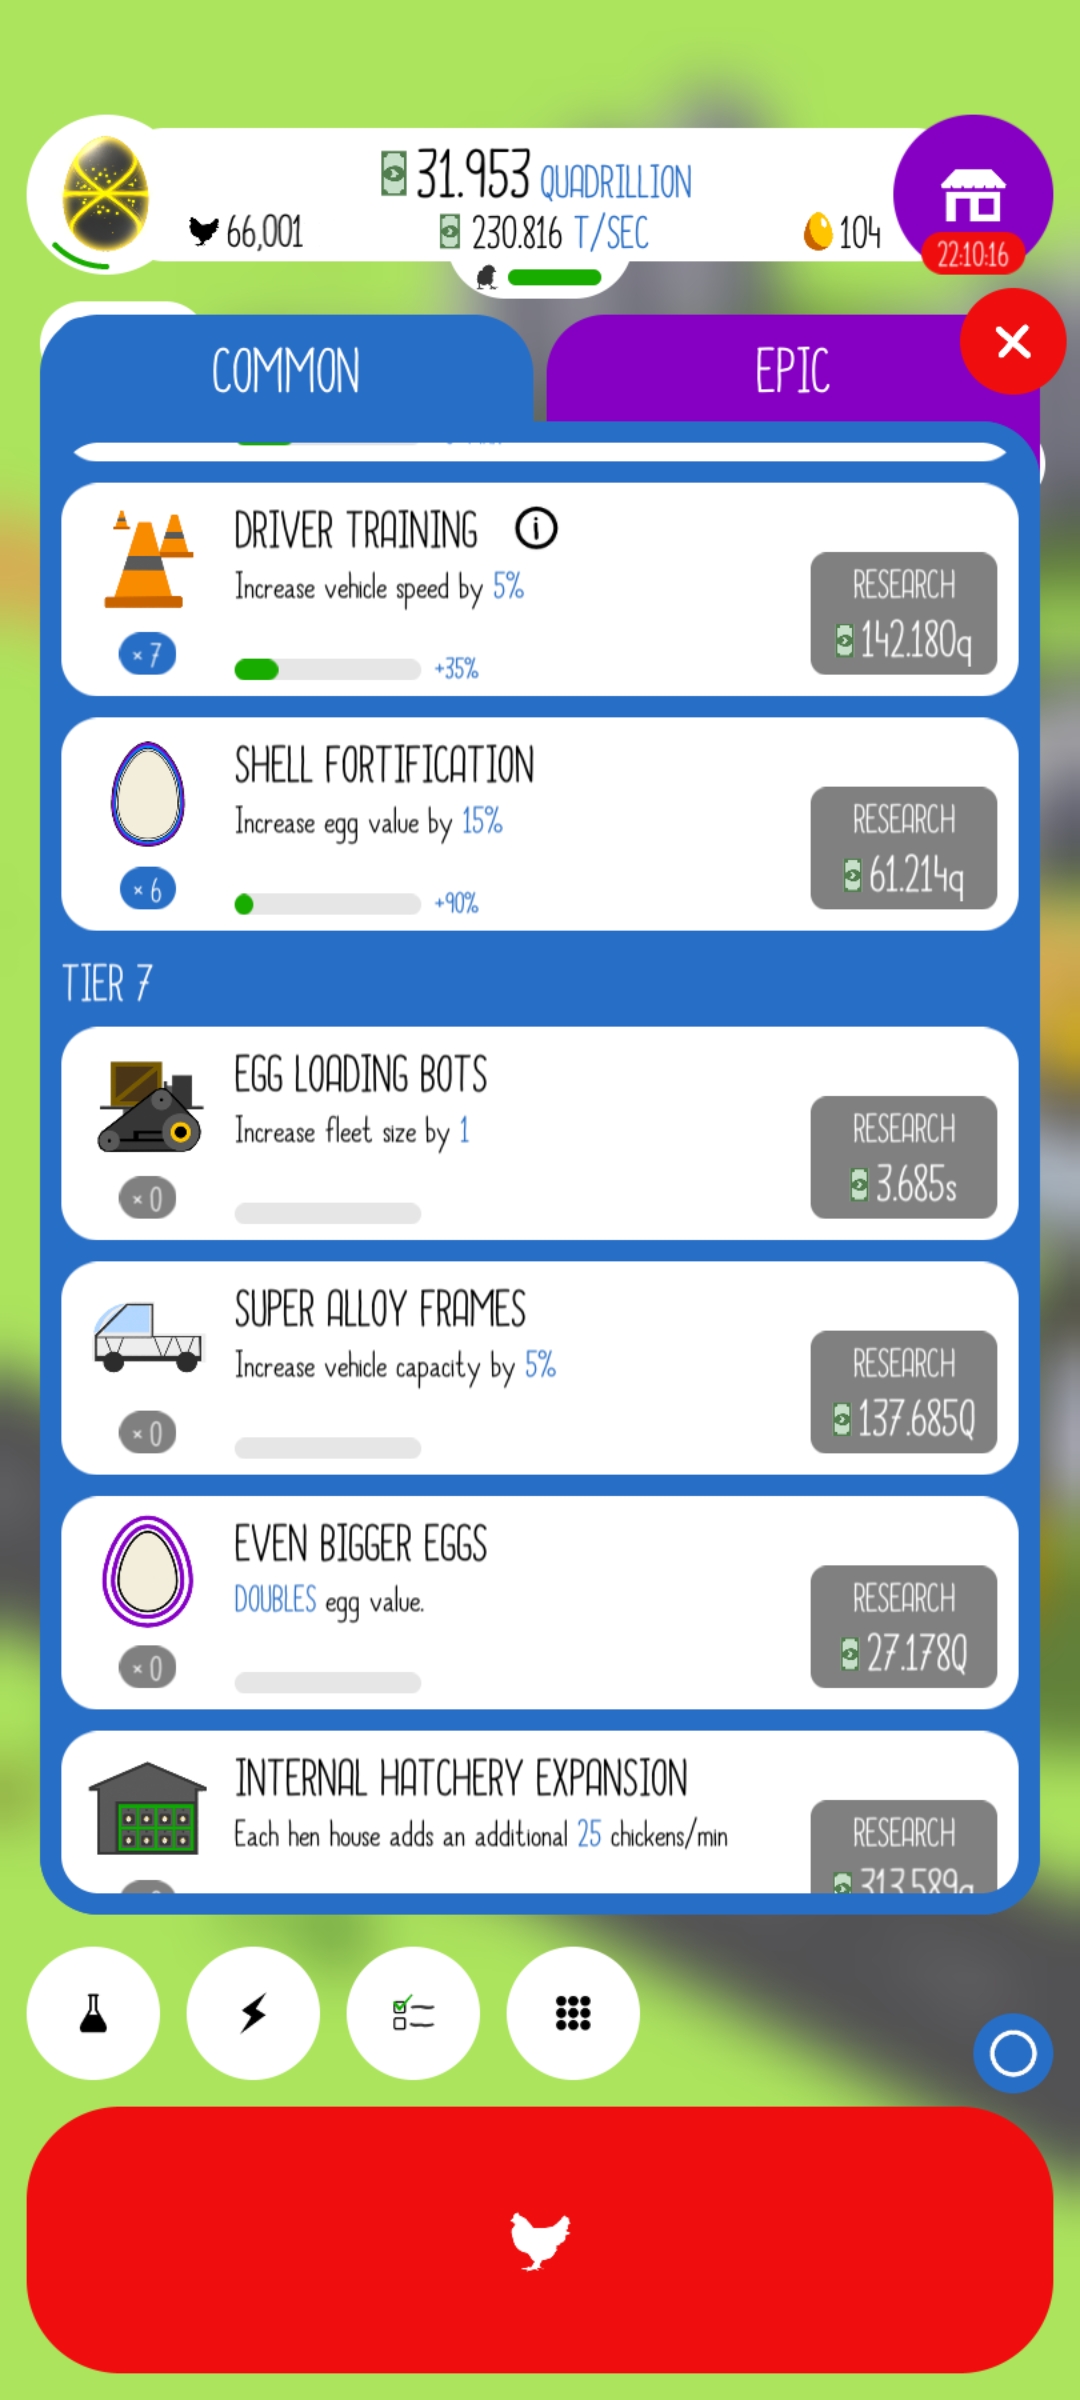 31.953 QUADRILLION
66,001
230.816 T/SEC
104
22:10:16
COMMON
EPIC
DRIVER TRAINING
Increase vehicle speed by 5%
× 7
+35%
RESEARCH
142.180q
SHELL FORTIFICATION
Increase egg value by 15%
× 6
+90%
RESEARCH
61.214q
TIER 7
EGG LOADING BOTS
Increase fleet size by 1
× 0
RESEARCH
3.685s
SUPER ALLOY FRAMES
Increase vehicle capacity by 5%
× 0
RESEARCH
137.685Q
EVEN BIGGER EGGS
DOUBLES egg value.
× 0
RESEARCH
27.178Q
INTERNAL HATCHERY EXPANSION
Each hen house adds an additional 25 chickens/min
RESEARCH
313.589q